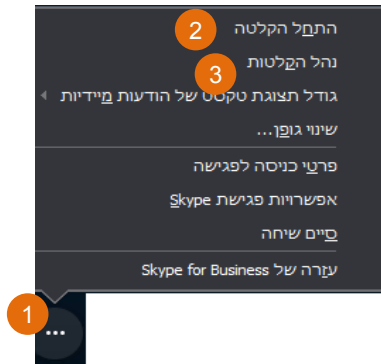 התחל הקלטה
2
נהל הקלטות
3
גודל תצוגת טקסט של הודעות מיידיות
שינוי גופן...
פרטי כניסה לפגישה
אפשרויות פגישת Skype
סיים שיחה
עזרה של Skype for Business
1
...